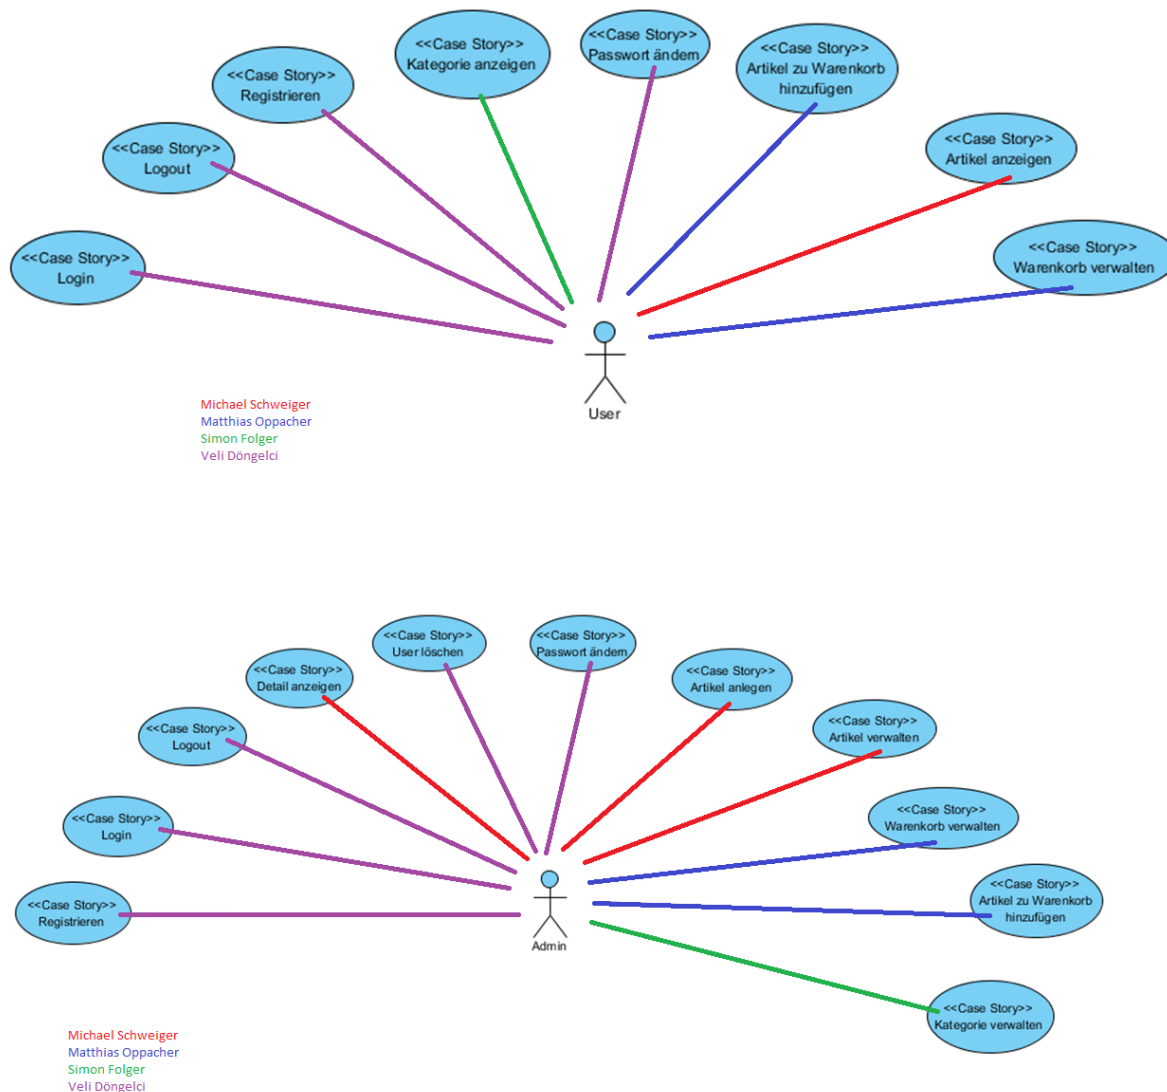 <<Case Story>>
Kategorie anzeigen
<<Case Story>>
Passwort ändern
<<Case Story>>
Artikel zu Warenkorb
hinzufügen
<<Case Story>>
Registrieren
<<Case Story>>
Artikel anzeigen
<<Case Story>>
Logout
<<Case Story>>
Warenkorb verwalten
<<Case Story>>
Login
User
Michael Schweiger
Matthias Oppacher
Simon Folger
Veli Döngelci
<<Case Story>>
User löschen
<<Case Story>>
Passwort ändern
<<Case Story>>
Detail anzeigen
<<Case Story>>
Artikel anlegen
<<Case Story>>
Logout
<<Case Story>>
Artikel verwalten
<<Case Story>>
Login
<<Case Story>>
Warenkorb verwalten
<<Case Story>>
Registrieren
<<Case Story>>
Artikel zu Warenkorb
hinzufügen
Admin
<<Case Story>>
Kategorie verwalten
Michael Schweiger
Matthias Oppacher
Simon Folger
Veli Döngelci